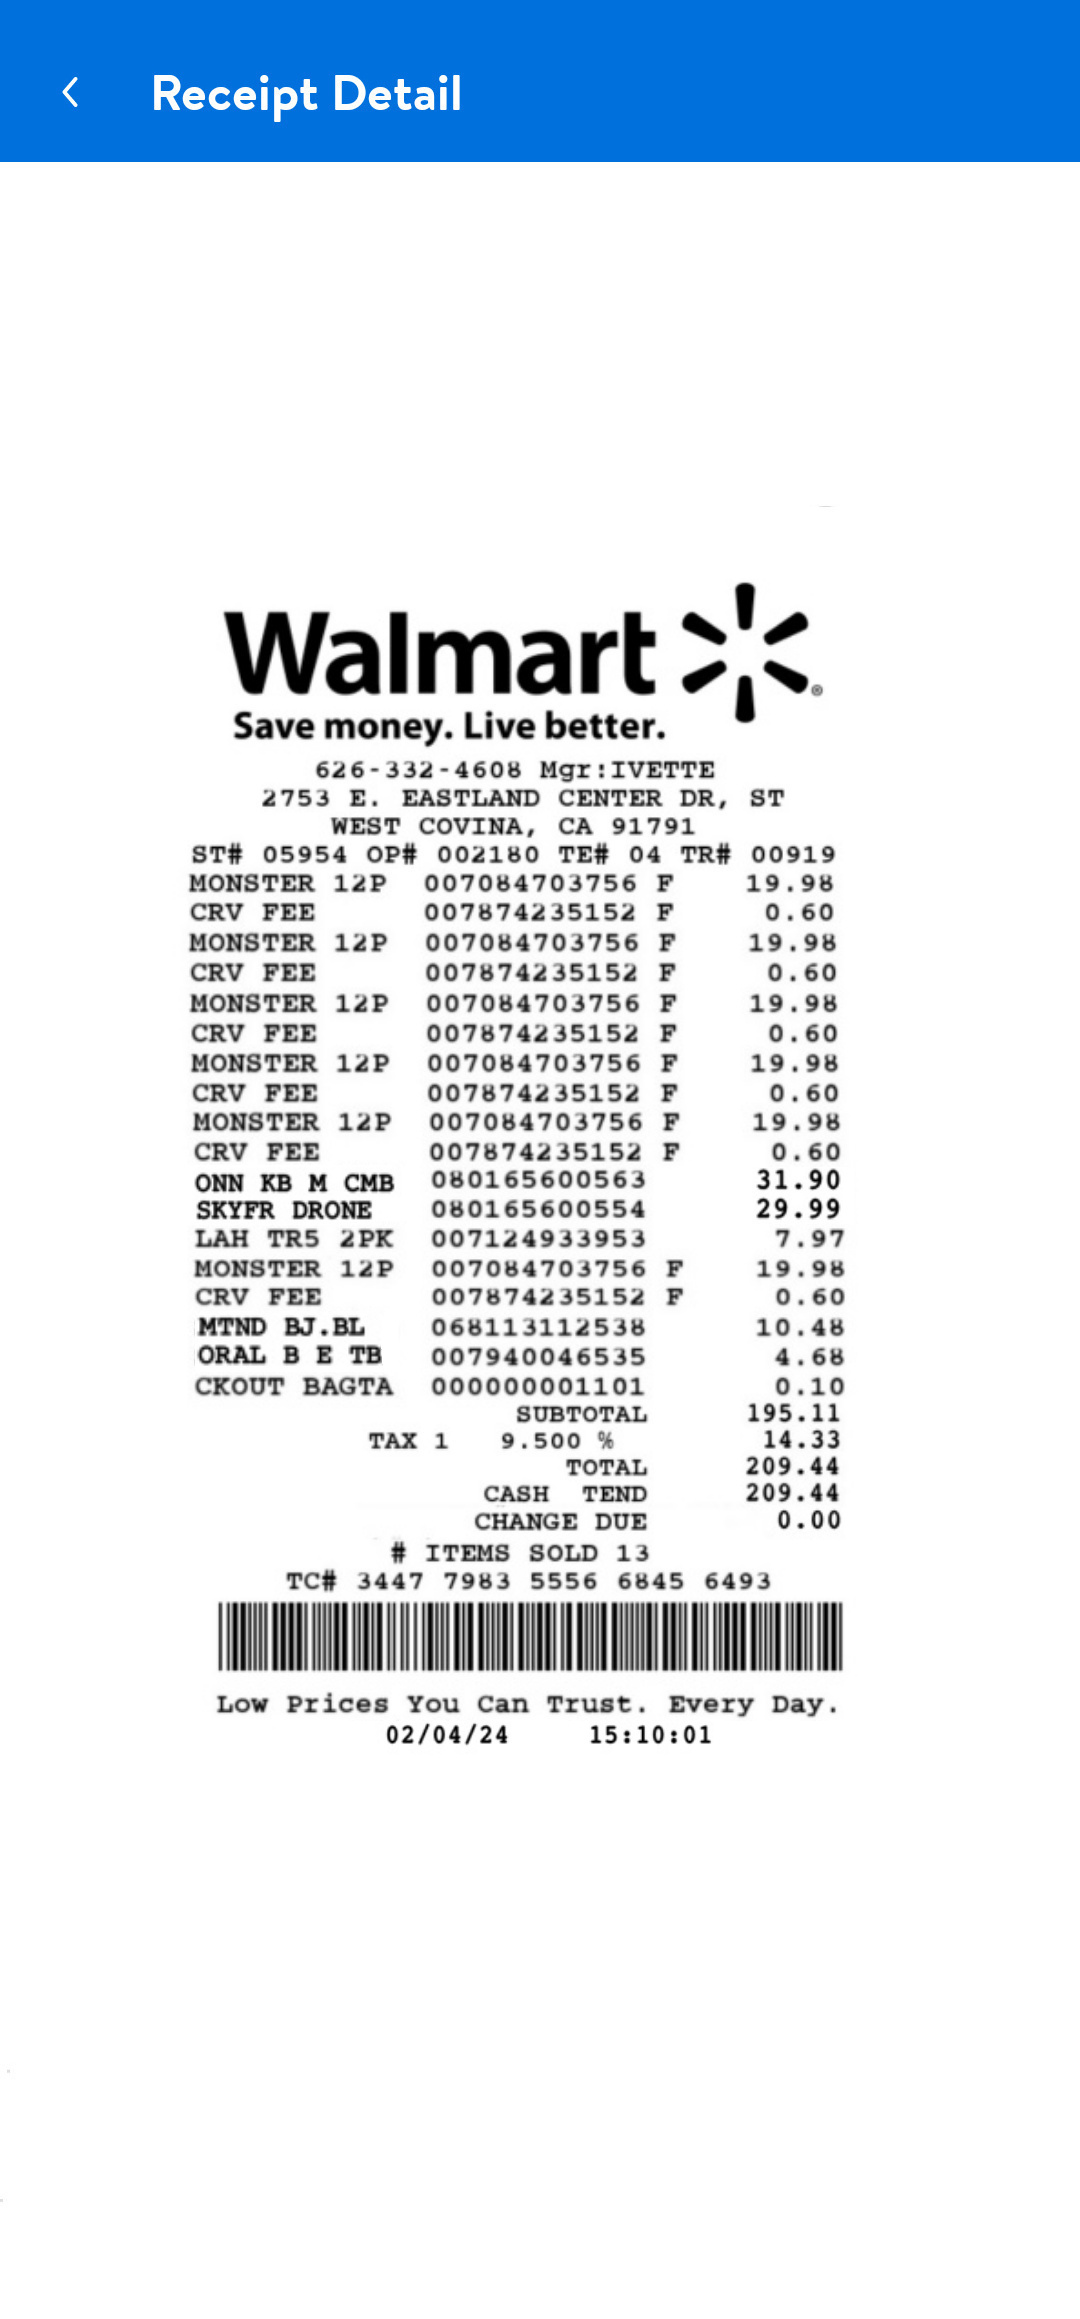 Receipt Detail
Walmart
Save money. Live better.
626-332-4608 Mgr:IVETTE
2753 E. EASTLAND CENTER DR, ST
WEST COVINA, CA 91791
ST# 05954 OP# 002180 TE# 04 TR# 00919
MONSTER 12P 007084703756 F 19.98
CRV FEE 007874235152 F 0.60
MONSTER 12P 007084703756 F 19.98
CRV FEE 007874235152 F 0.60
MONSTER 12P 007084703756 F 19.98
CRV FEE 007874235152 F 0.60
MONSTER 12P 007084703756 F 19.98
CRV FEE 007874235152 F 0.60
MONSTER 12P 007084703756 F 19.98
CRV FEE 007874235152 F 0.60
ONN KB M CMB 080165600563 31.90
SKYFR DRONE 080165600554 29.99
LAH TR5 2PK 007124933953 7.97
MONSTER 12P 007084703756 F 19.98
CRV FEE 007874235152 F 0.60
MTND BJ.BL 068113112538 10.48
ORAL B E TB 007940046535 4.68
CKOUT BAGTA 000000001101 0.10
SUBTOTAL 195.11
TAX 1 9.500 % 14.33
TOTAL 209.44
CASH TEND 209.44
CHANGE DUE 0.00
# ITEMS SOLD 13
TC# 3447 7983 5556 6845 6493
Low Prices You Can Trust. Every Day.
02/04/24 15:10:01